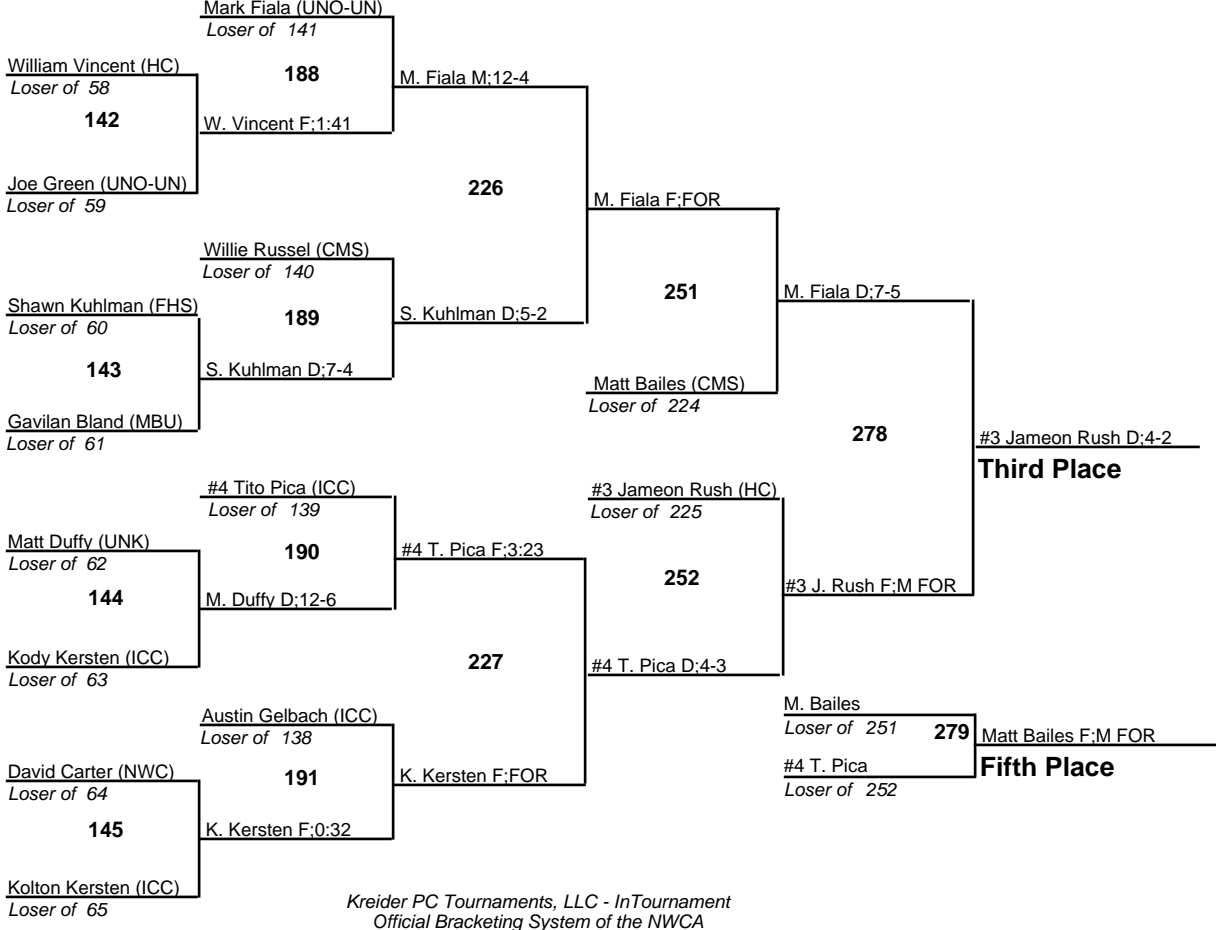 Mark Fiala (UNO-UN)
Loser of 141
William Vincent (HC)
Loser of 58
188
M. Fiala M;12-4
142
W. Vincent F;1:41
Joe Green (UNO-UN)
Loser of 59
226
M. Fiala F;FOR
Willie Russel (CMS)
Loser of 140
Shawn Kuhlman (FHS)
Loser of 60
189
S. Kuhlman D;5-2
251
M. Fiala D;7-5
143
S. Kuhlman D;7-4
Matt Bailes (CMS)
Loser of 224
Gavilan Bland (MBU)
Loser of 61
278
#3 Jameon Rush D;4-2
Third Place
#4 Tito Pica (ICC)
Loser of 139
#3 Jameon Rush (HC)
Loser of 225
Matt Duffy (UNK)
Loser of 62
190
#4 T. Pica F;3:23
252
#3 J. Rush F;M FOR
144
M. Duffy D;12-6
Kody Kersten (ICC)
Loser of 63
227
#4 T. Pica D;4-3
Austin Gelbach (ICC)
Loser of 138
M. Bailes
Loser of 251
279
Matt Bailes F;M FOR
Fifth Place
#4 T. Pica
Loser of 252
David Carter (NWC)
Loser of 64
191
K. Kersten F;FOR
145
K. Kersten F;0:32
Kolton Kersten (ICC)
Loser of 65
Kreider PC Tournaments, LLC - InTournament
Official Bracketing System of the NWCA